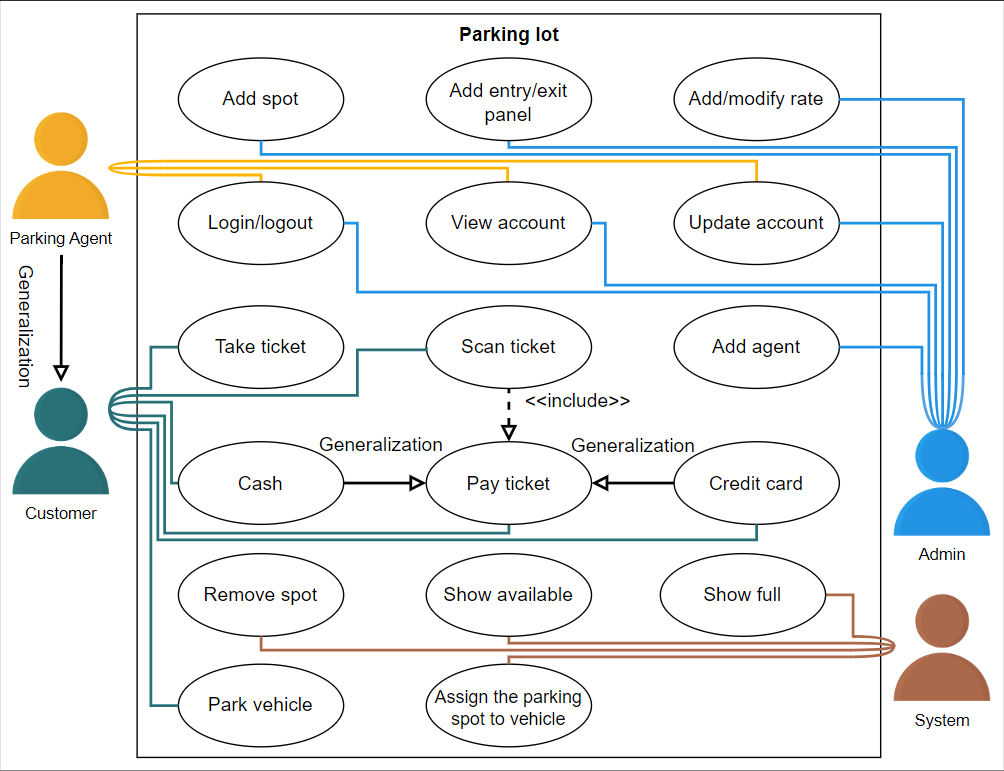 Parking lot
Add spot
Add entry/exit
panel
Add/modify rate
Login/logout
View account
Update account
Parking Agent
Generalization
Take ticket
Scan ticket
Add agent
<<include>>
Generalization
Generalization
Cash
Pay ticket
Credit card
Customer
Admin
Remove spot
Show available
Show full
Park vehicle
Assign the parking
spot to vehicle
System